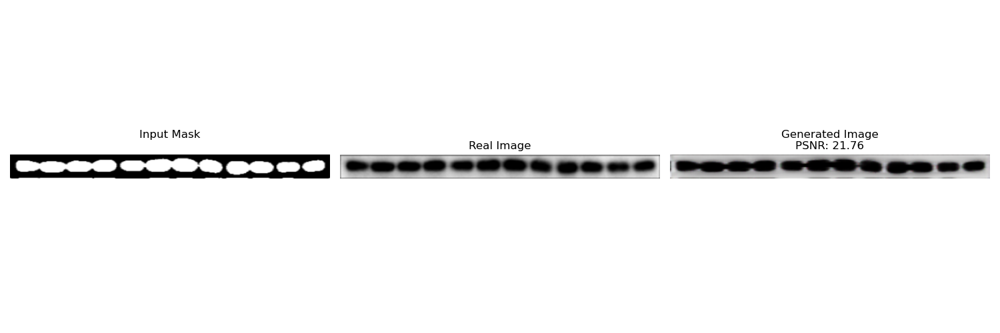 Input Mask
Real Image
Generated Image
PSNR: 21.76